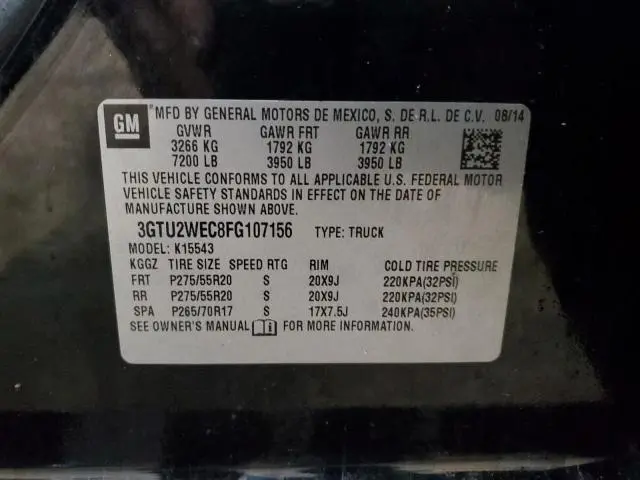 GM
*MFD BY GENERAL MOTORS DE MEXICO, S. DE R.L. DE C.V. 08/14
GVWR GAWR FRT GAWR RR
3266 KG 1792 KG 1792 KG
7200 LB 3950 LB 3950 LB
THIS VEHICLE CONFORMS TO ALL APPLICABLE U.S. FEDERAL MOTOR
VEHICLE SAFETY STANDARDS IN EFFECT ON THE DATE OF
MANUFACTURE SHOWN ABOVE.
3GTU2WEC8FG107156 TYPE: TRUCK
MODEL: K15543
KGGZ TIRE SIZE SPEED RTG RIM COLD TIRE PRESSURE
FRT P275/55R20 S 20X9J 220KPA(32PSI)
RR P275/55R20 S 20X9J 220KPA(32PSI)
SPA P265/70R17 S 17X7.5J 240KPA(35PSI)
SEE OWNER'S MANUAL FOR MORE INFORMATION.